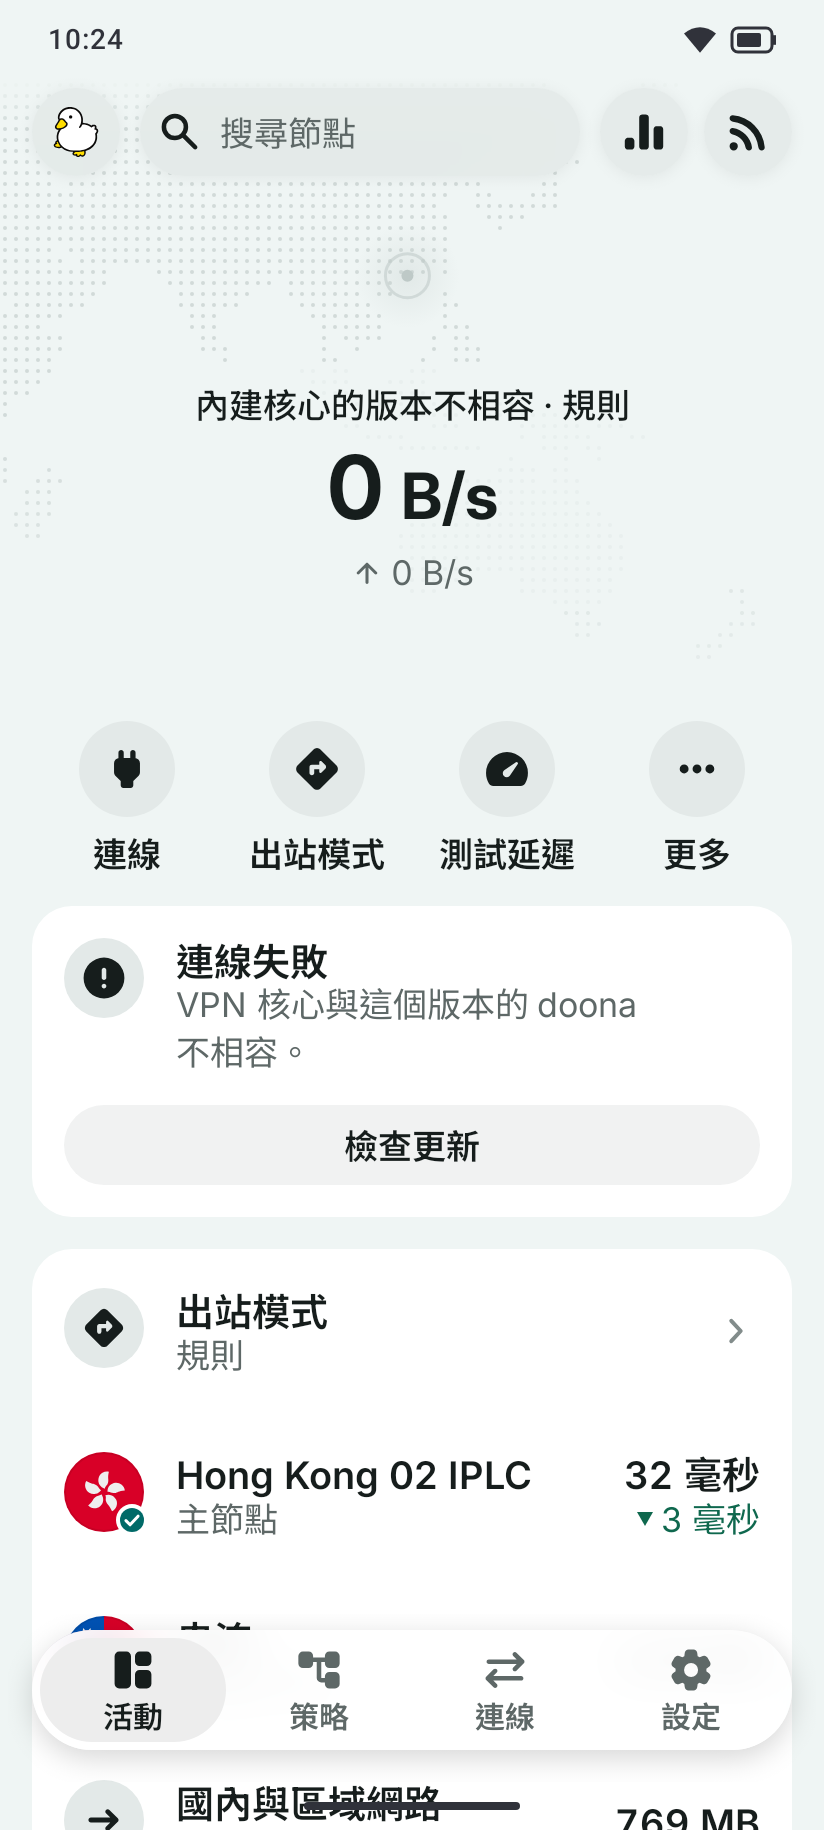 10:24
搜尋節點
內建核心的版本不相容 · 規則
0 B/s
↑ 0 B/s
連線
出站模式
測試延遲
更多
連線失敗
VPN 核心與這個版本的 doona
不相容。
檢查更新
出站模式
規則
Hong Kong 02 IPLC
32 毫秒
主節點
▼3 毫秒
活動
策略
連線
設定
國內與區域網路
769 MB